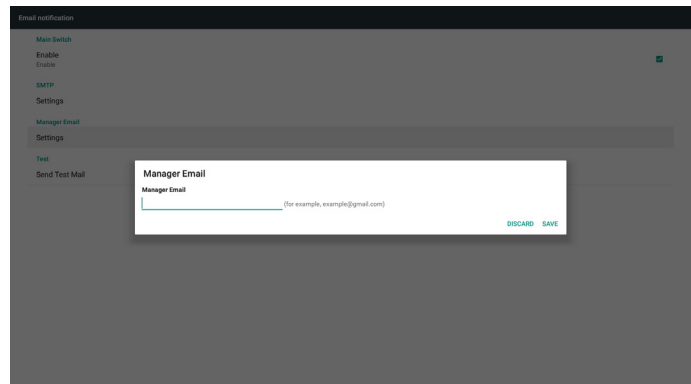 Email notification
Main Switch
Enable
Enable
SMTP
Settings
Manager Email
Settings
Test
Send Test Mail
Manager Email
Manager Email
(for example, example@gmail.com)
DISCARD SAVE